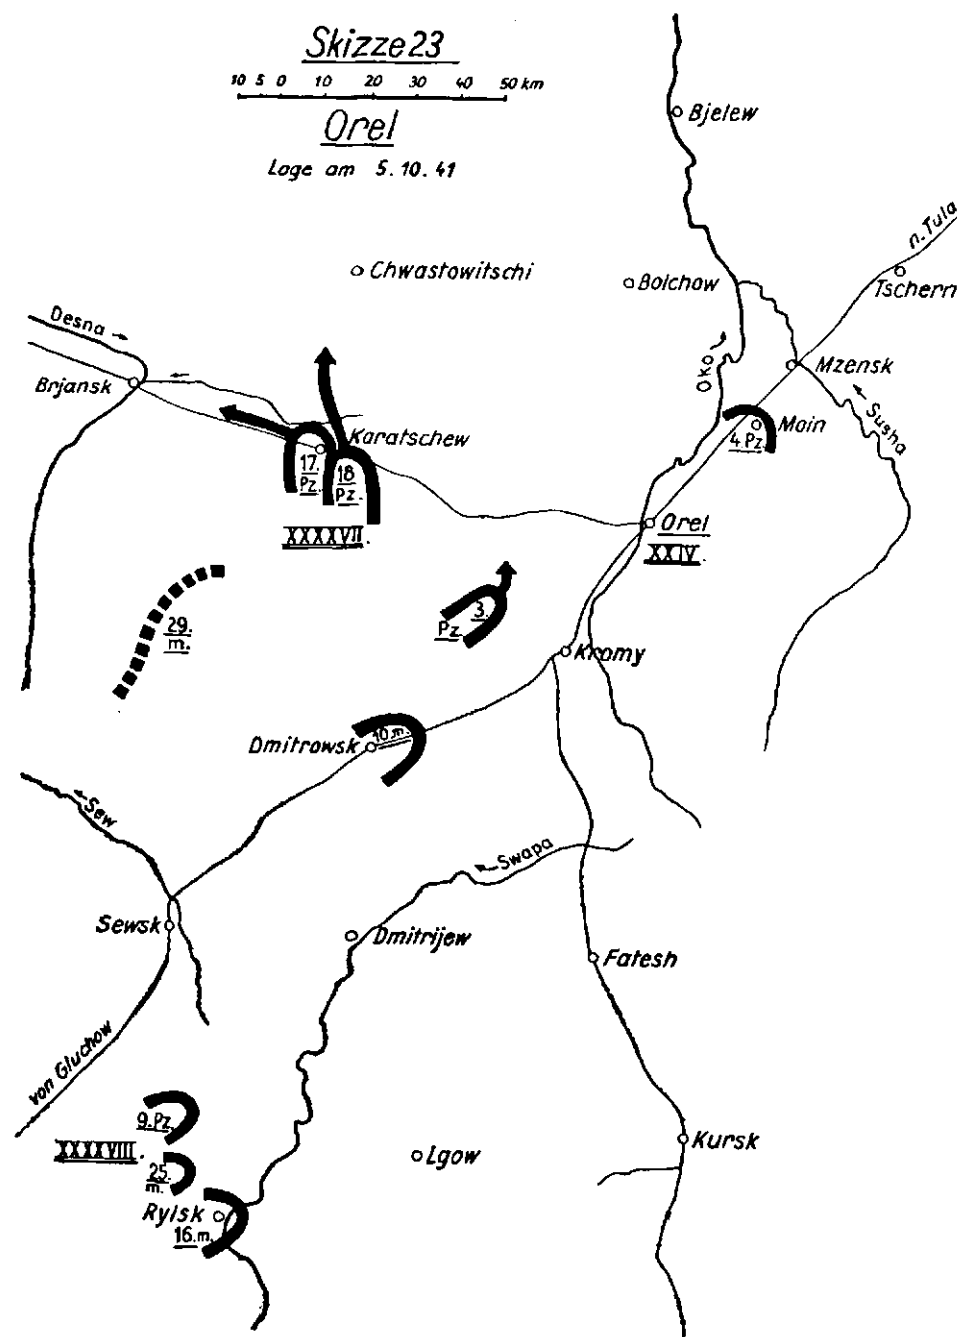 Skizze 23
10 5 0 10 20 30 40 50 km
Orel
Lage am 5.10.41
Bjelew
n. Tula
Chwastowitschi
Bolchow
Tschern
Desna
Oka
Mzensk
Brjansk
Susha
Karatschew
Moin
4 Pz.
17.
Pz.
18
Pz.
XXXXVII.
Orel
XXIV.
3.
Pz.
29.
m.
Kromy
Dmitrowsk
10.m.
Sew
Swapa
Sewsk
Dmitrijew
Fatesh
von Gluchow
9.Pz.
XXXXVIII.
25.
m.
Lgow
Kursk
Rylsk
16.m.